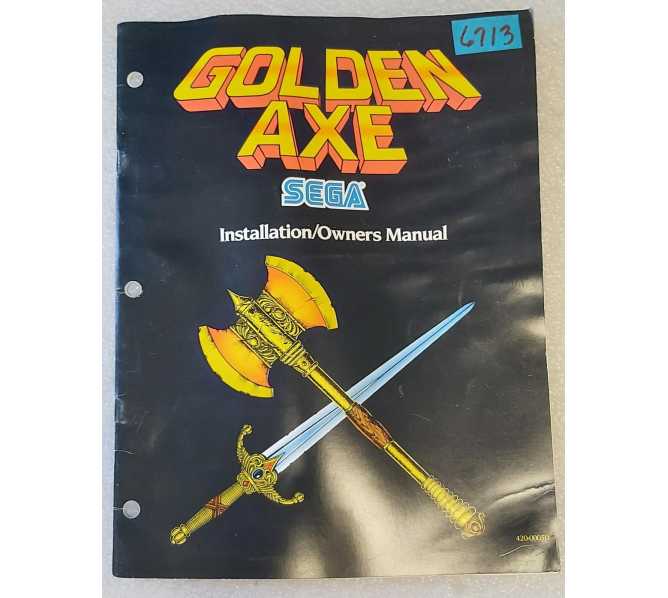 6713
GOLDEN
AXE
SEGA
Installation/Owners Manual